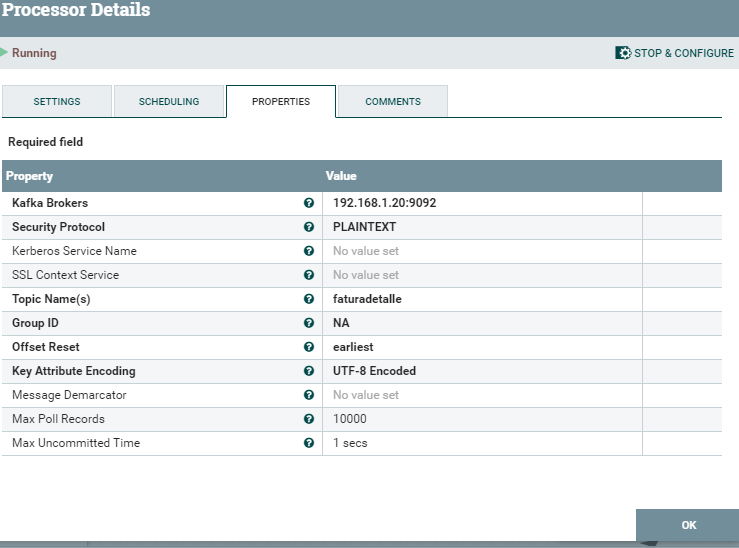 Processor Details
Running
STOP & CONFIGURE
SETTINGS
SCHEDULING
PROPERTIES
COMMENTS
Required field
Property Value
Kafka Brokers 192.168.1.20:9092
Security Protocol PLAINTEXT
Kerberos Service Name No value set
SSL Context Service No value set
Topic Name(s) faturadetalle
Group ID NA
Offset Reset earliest
Key Attribute Encoding UTF-8 Encoded
Message Demarcator No value set
Max Poll Records 10000
Max Uncommitted Time 1 secs
OK